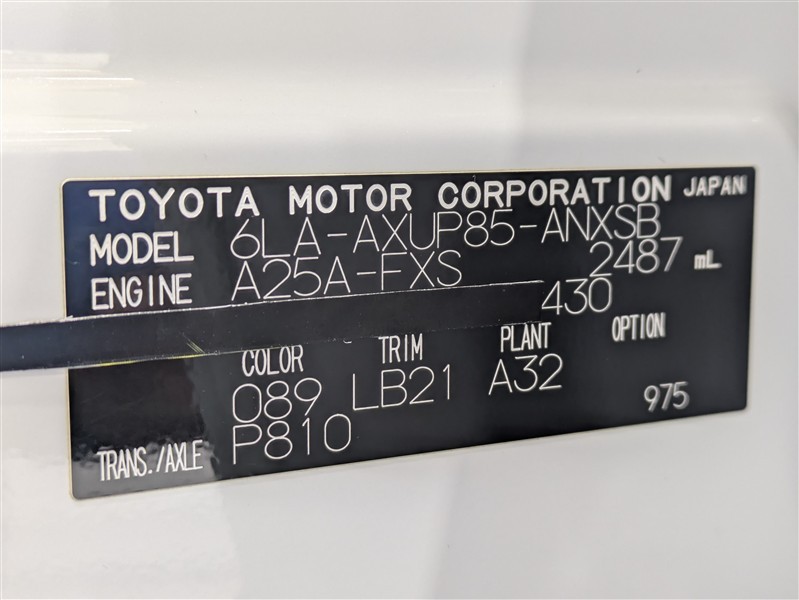 TOYOTA MOTOR CORPORATION JAPAN
MODEL 6LA-AXUP85-ANXSB
ENGINE A25A-FXS 2487 mL
430
COLOR TRIM PLANT OPTION
089 LB21 A32
TRANS./AXLE P810 975